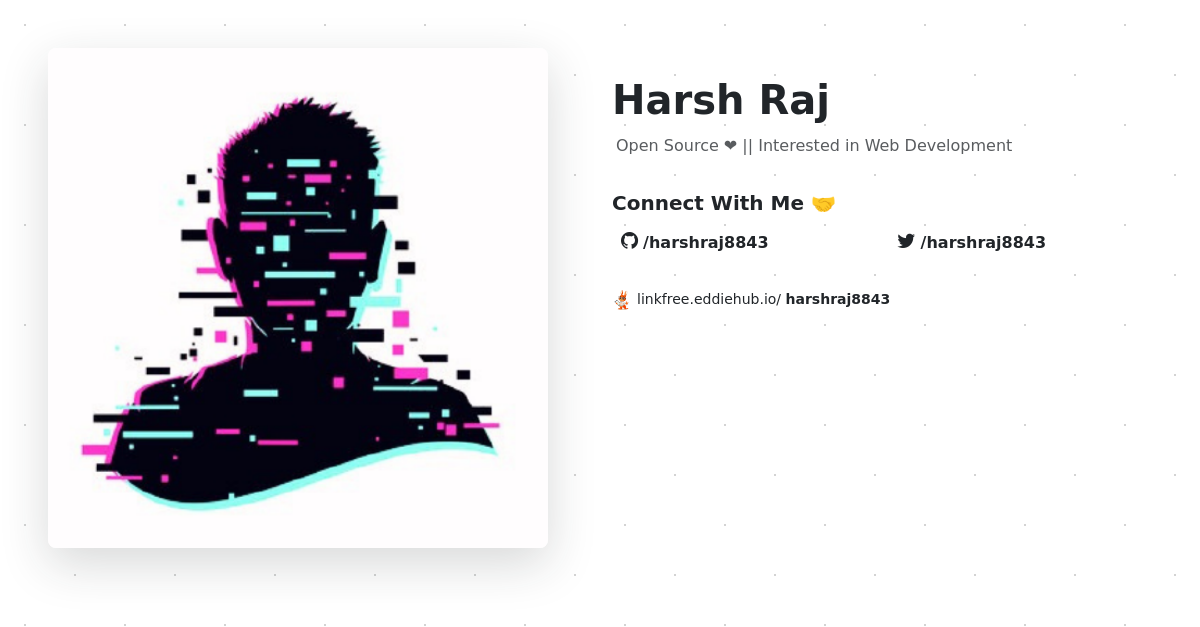 Harsh Raj
Open Source ❤ || Interested in Web Development
Connect With Me 🤝
/harshraj8843
/harshraj8843
linkfree.eddiehub.io/ harshraj8843